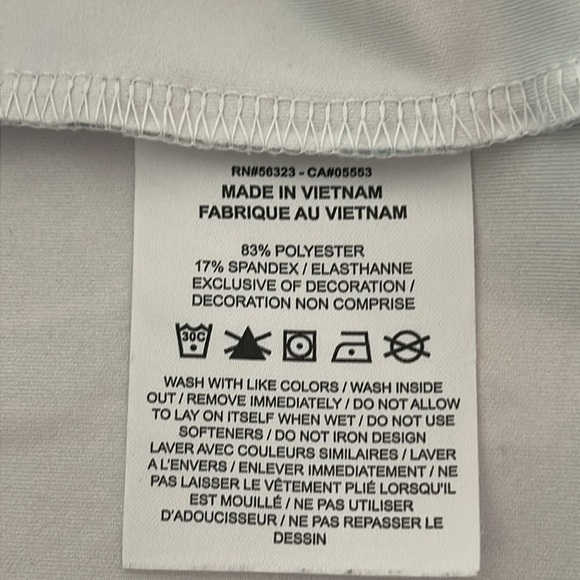 RN#56323 - CA#05553
MADE IN VIETNAM
FABRIQUE AU VIETNAM
83% POLYESTER
17% SPANDEX / ELASTHANNE
EXCLUSIVE OF DECORATION /
DECORATION NON COMPRISE
30C
WASH WITH LIKE COLORS / WASH INSIDE
OUT / REMOVE IMMEDIATELY / DO NOT ALLOW
TO LAY ON ITSELF WHEN WET / DO NOT USE
SOFTENERS / DO NOT IRON DESIGN
LAVER AVEC COULEURS SIMILAIRES / LAVER
A L'ENVERS / ENLEVER IMMEDIATEMENT / NE
PAS LAISSER LE VÊTEMENT PLIÉ LORSQU'IL
EST MOUILLÉ / NE PAS UTILISER
D'ADOUCISSEUR / NE PAS REPASSER LE
DESSIN